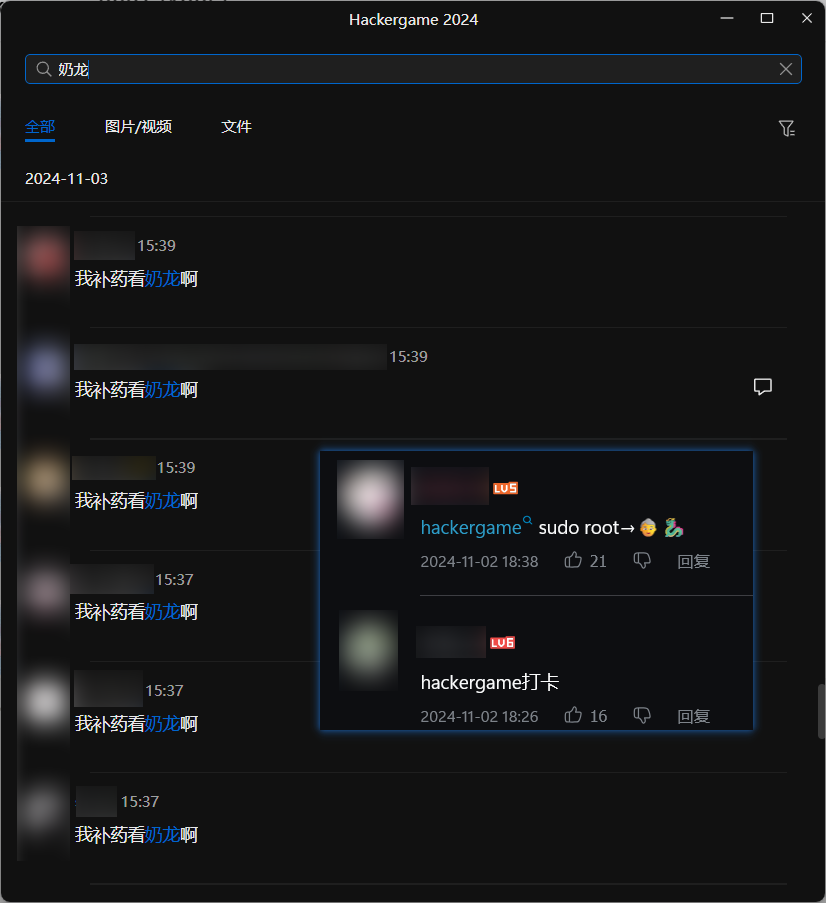 Hackergame 2024
奶龙
全部 图片/视频 文件
2024-11-03
15:39
我补药看奶龙啊
15:39
我补药看奶龙啊
15:39
我补药看奶龙啊
15:37
我补药看奶龙啊
15:37
我补药看奶龙啊
15:37
我补药看奶龙啊
LV5
hackergame sudo root→👵🐉
2024-11-02 18:38 21 回复
LV6
hackergame打卡
2024-11-02 18:26 16 回复